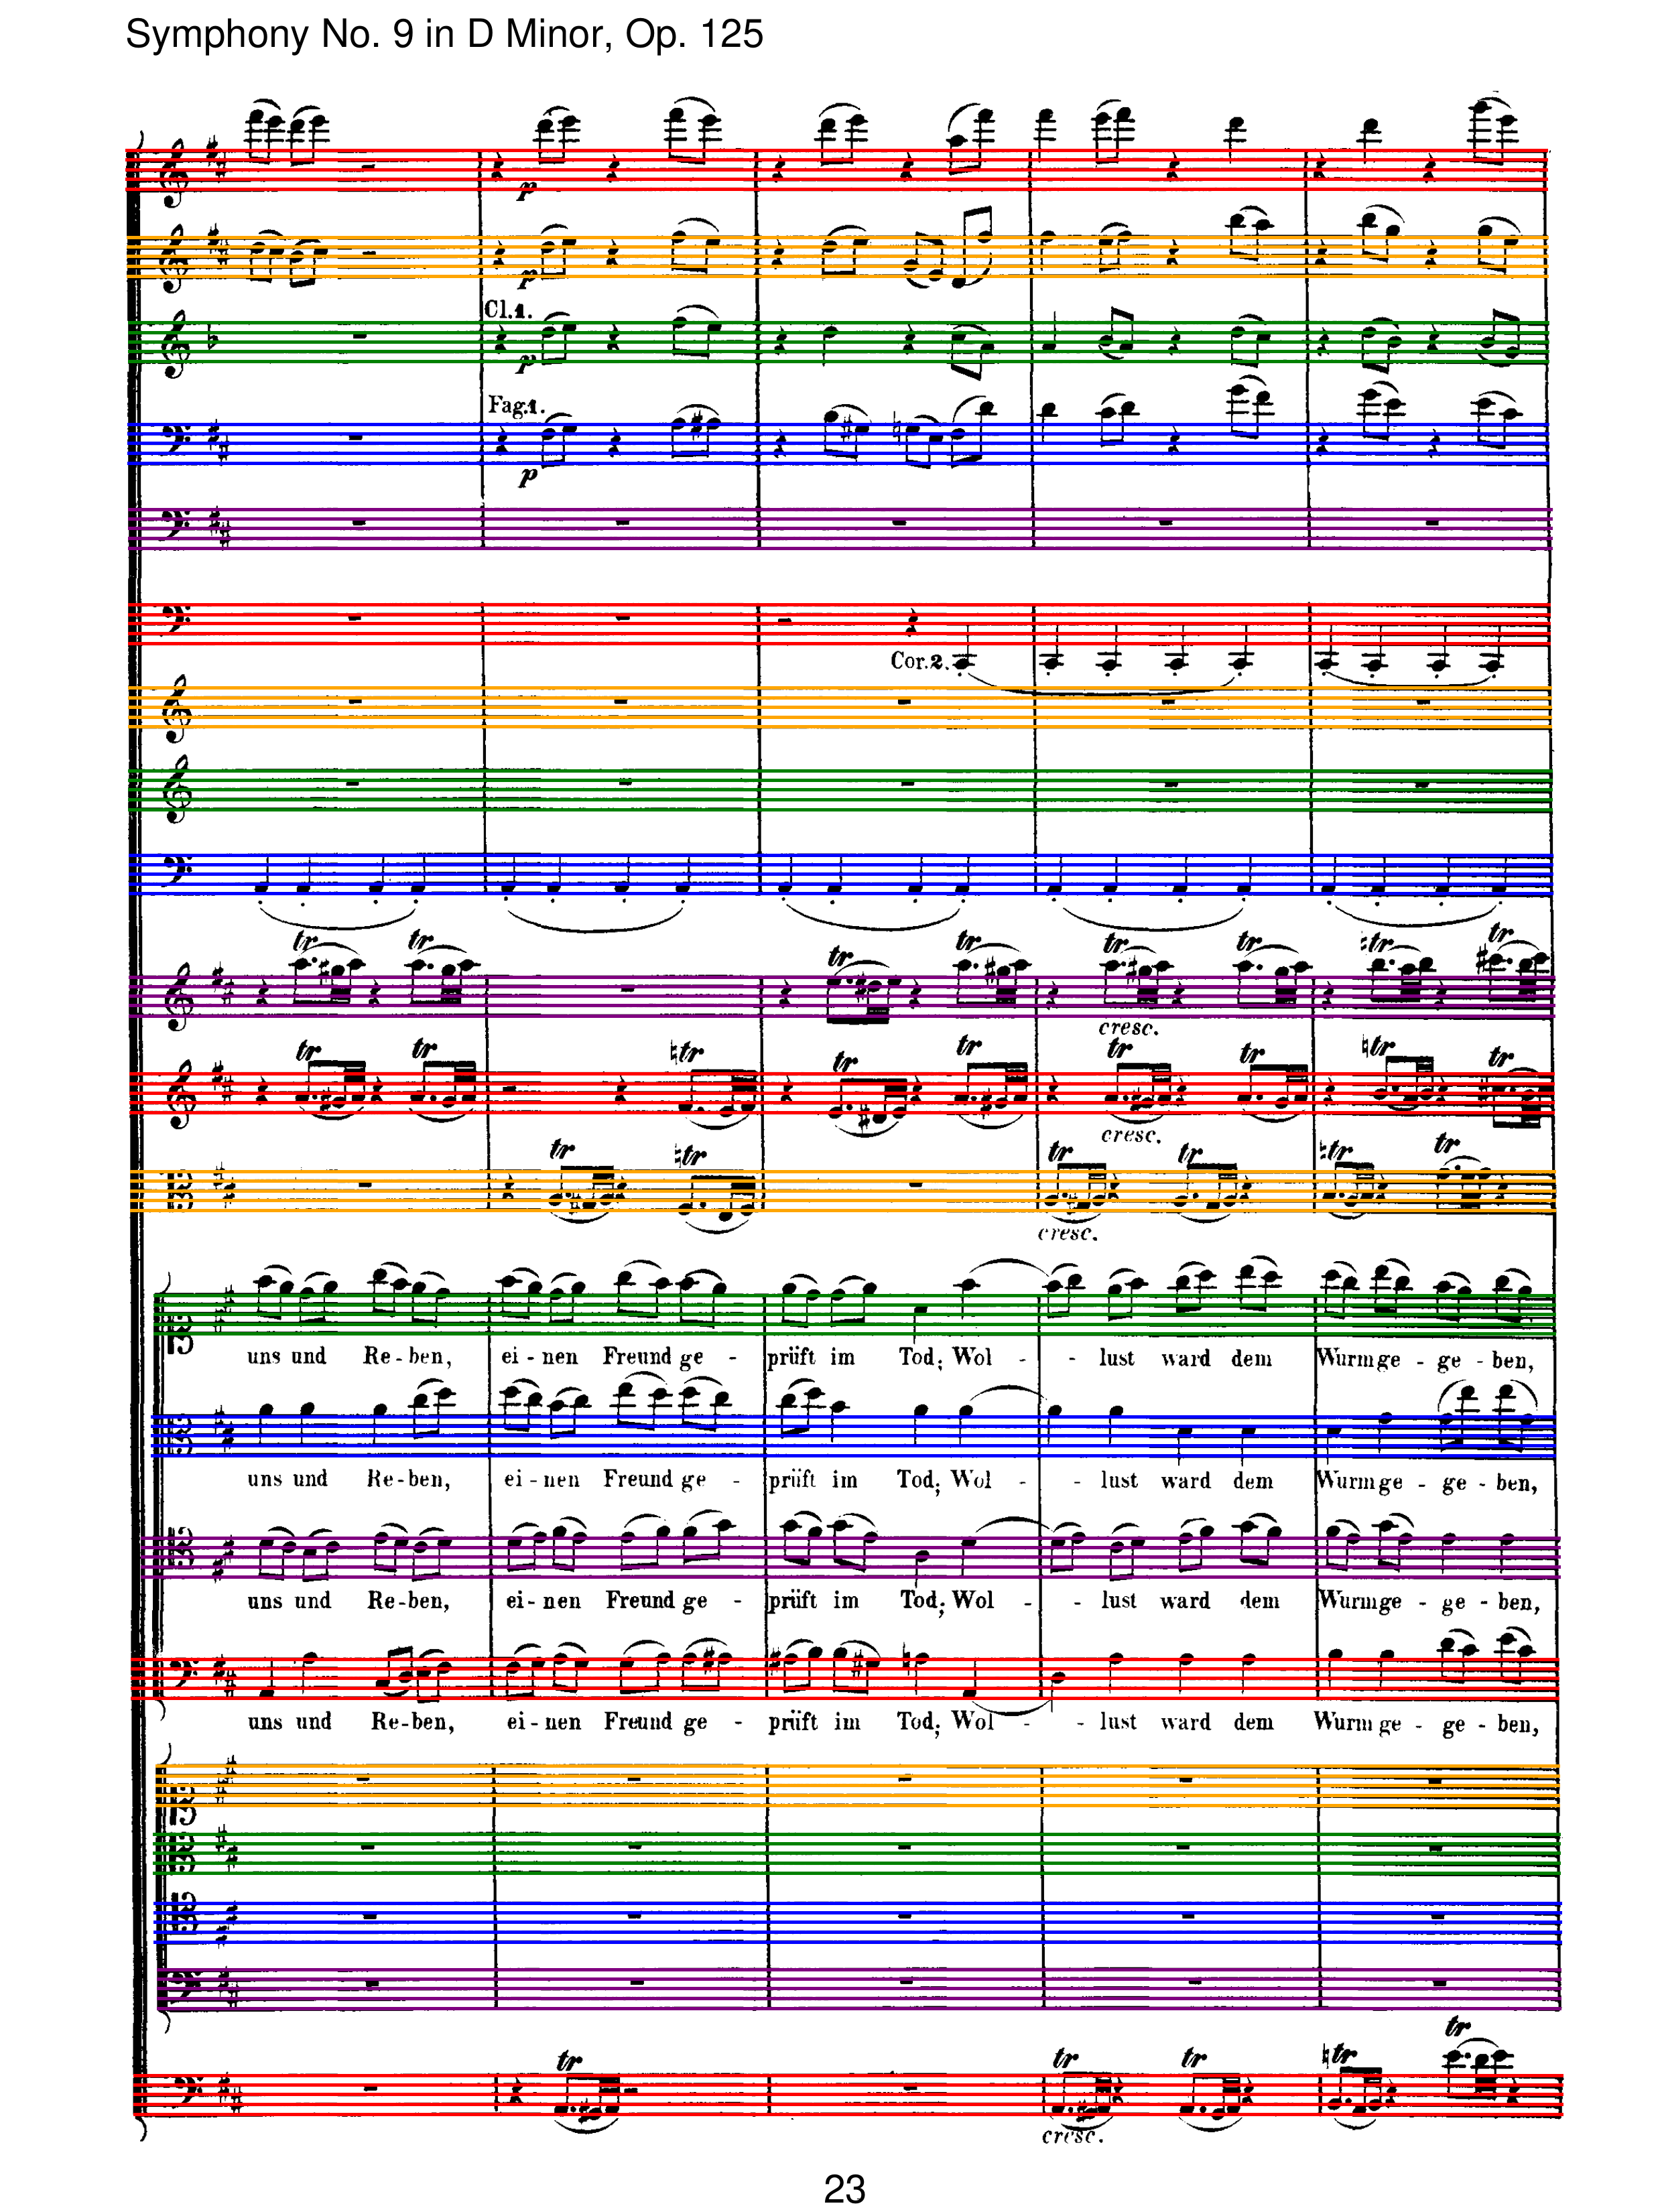 Symphony No. 9 in D Minor, Op. 125
p
p
Cl.1.
p
Fag.1.
p
Cor.2.
tr tr tr tr tr tr tr tr
cresc.
tr tr tr tr tr tr tr tr tr
cresc.
tr tr tr tr tr tr
cresc.
uns und Re - ben, ei - nen Freund ge - prüft im Tod; Wol - - lust ward dem Wurm ge - ge - ben,
uns und Re - ben, ei - nen Freund ge - prüft im Tod; Wol - - lust ward dem Wurm ge - ge - ben,
uns und Re - ben, ei - nen Freund ge - prüft im Tod; Wol - - lust ward dem Wurm ge - ge - ben,
uns und Re - ben, ei - nen Freund ge - prüft im Tod; Wol - - lust ward dem Wurm ge - ge - ben,
tr tr tr tr tr
cresc.
23